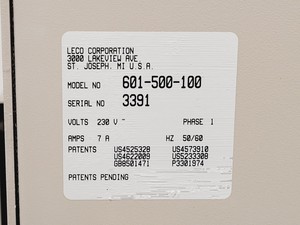 LECO CORPORATION
3000 LAKEVIEW AVE.
ST. JOSEPH, MI U.S.A.
MODEL NO 601-500-100
SERIAL NO 3391
VOLTS 230 V ~ PHASE 1
AMPS 7 A HZ 50/60
PATENTS US4525328 US4573910
US4622009 US5233308
GB8501471 P3301974
PATENTS PENDING